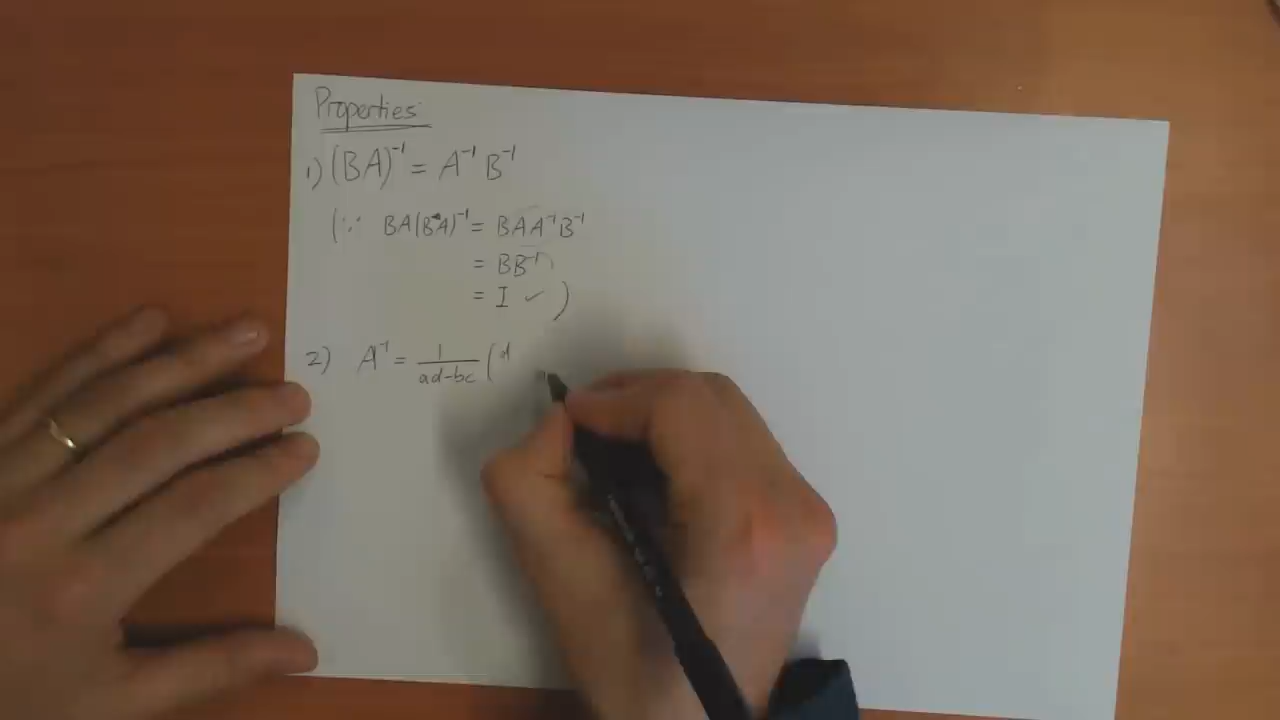 Properties
1) (BA)⁻¹ = A⁻¹ B⁻¹
(∵ BA(BA)⁻¹ = BAA⁻¹B⁻¹
= BB⁻¹
= I ✓ )
2) A⁻¹ = 1/(ad-bc) (d